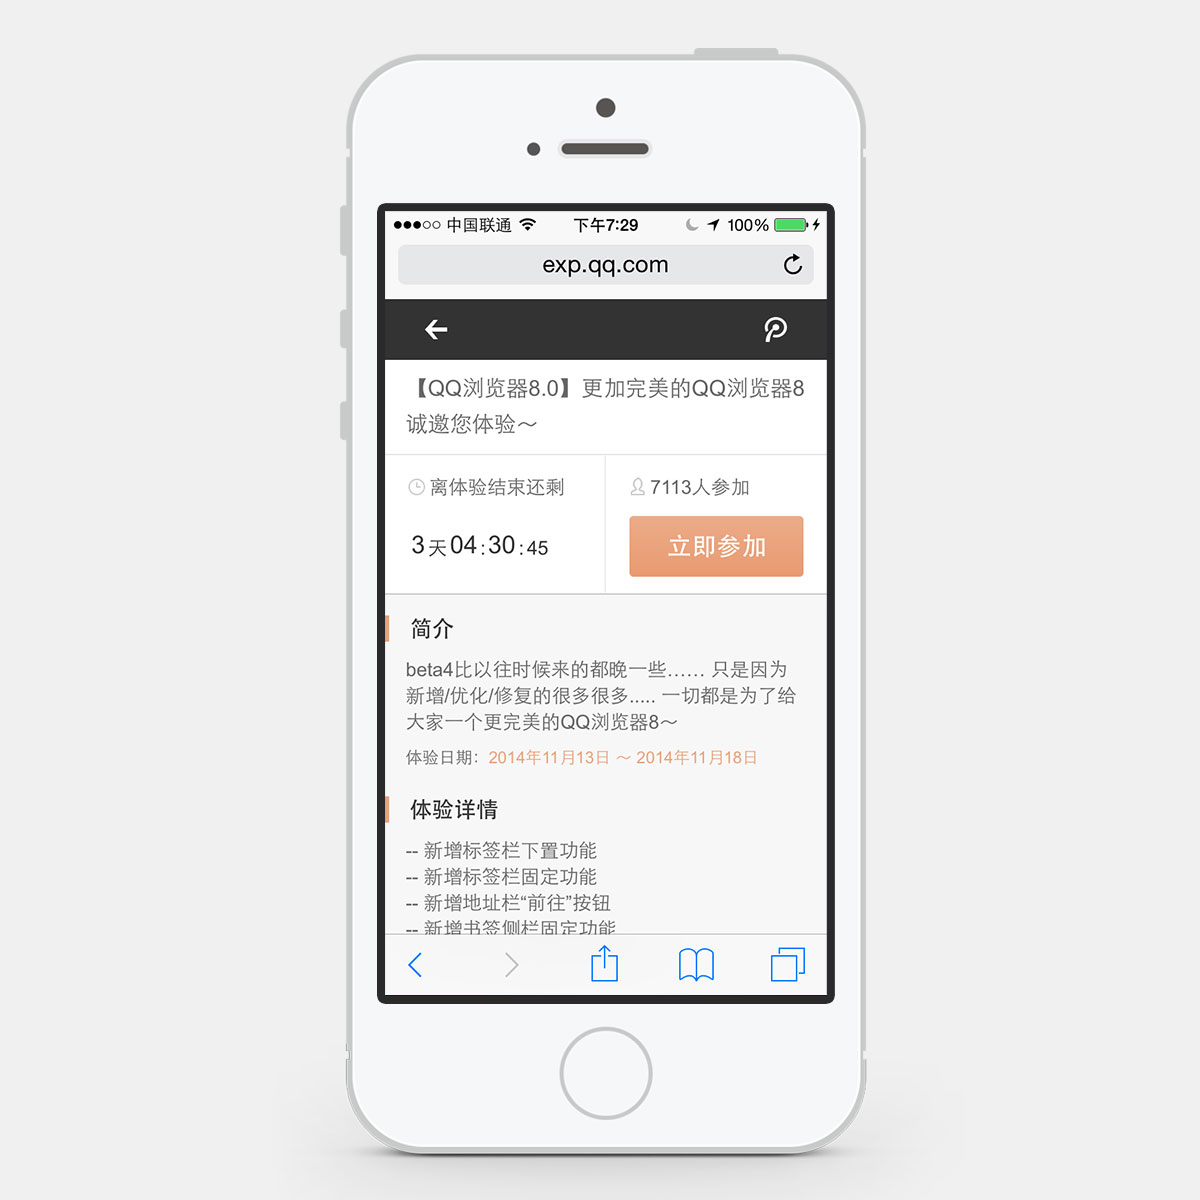 中国联通 下午7:29 100%
exp.qq.com
【QQ浏览器8.0】更加完美的QQ浏览器8
诚邀您体验～
离体验结束还剩
3天04:30:45
7113人参加
立即参加
简介
beta4比以往时候来的都晚一些…… 只是因为
新增/优化/修复的很多很多..... 一切都是为了给
大家一个更完美的QQ浏览器8～
体验日期：2014年11月13日 ～ 2014年11月18日
体验详情
-- 新增标签栏下置功能
-- 新增标签栏固定功能
-- 新增地址栏“前往”按钮
-- 新增书签侧栏固定功能